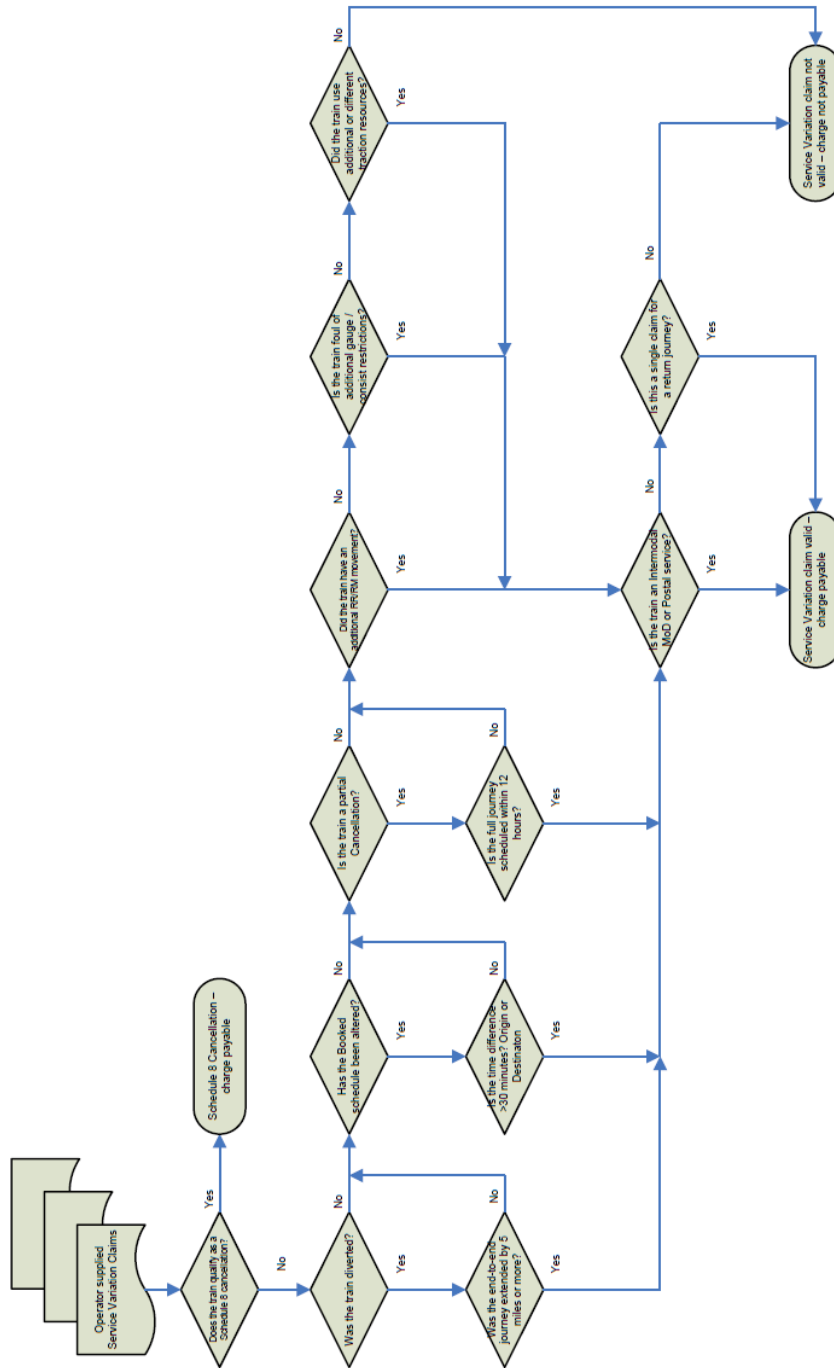 Operator supplied
Service Variation Claims
Does the train qualify as a
Schedule 8 cancellation?
Yes
Schedule 8 Cancellation –
charge payable
No
Was the train diverted?
No
Yes
Was the end-to-end
journey extended by 5
miles or more?
No
Yes
Has the Booked
schedule been altered?
No
Yes
Is the time difference
>30 minutes? Origin or
Destinaton
No
Yes
Is the train a partial
Cancellation?
No
Yes
Is the full journey
scheduled within 12
hours?
No
Yes
Did the train have an
additional RR/RM movement?
No
Yes
Is the train foul of
additional gauge /
consist restrictions?
No
Yes
Did the train use
additional or different
traction resources?
No
Yes
Is the train an Intermodal
MoD or Postal service?
No
Yes
Is this a single claim for
a return journey?
No
Yes
Service Variation claim valid –
charge payable
Service Variation claim not
valid – charge not payable